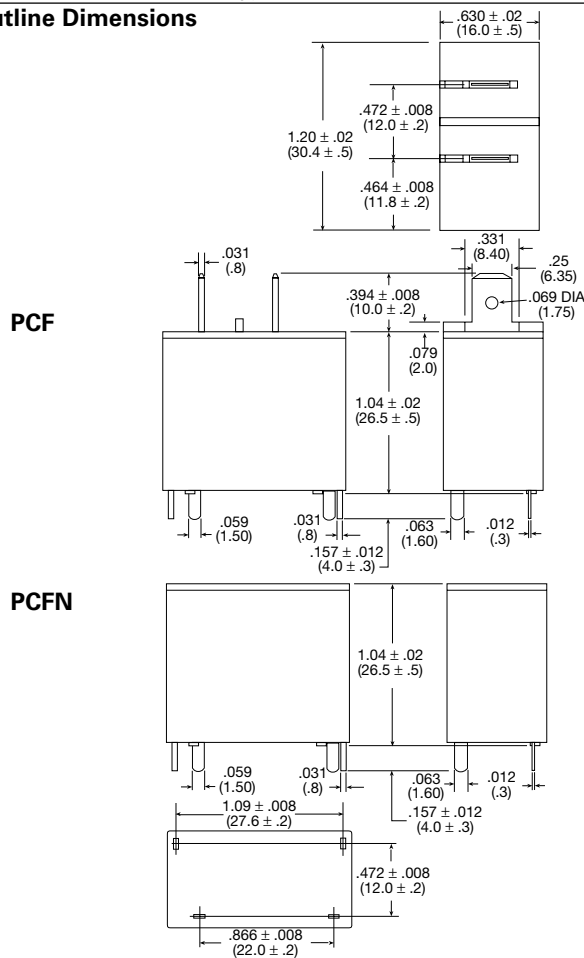 utline Dimensions
.630 ± .02
(16.0 ± .5)
.472 ± .008
(12.0 ± .2)
1.20 ± .02
(30.4 ± .5)
.464 ± .008
(11.8 ± .2)
.331
(8.40)
.25
(6.35)
.031
(.8)
.394 ± .008
(10.0 ± .2)
.069 DIA
(1.75)
PCF
.079
(2.0)
1.04 ± .02
(26.5 ± .5)
.059
(1.50)
.031
(.8)
.063
(1.60)
.012
(.3)
.157 ± .012
(4.0 ± .3)
PCFN
1.04 ± .02
(26.5 ± .5)
.059
(1.50)
.031
(.8)
.063
(1.60)
.012
(.3)
1.09 ± .008
(27.6 ± .2)
.157 ± .012
(4.0 ± .3)
.472 ± .008
(12.0 ± .2)
.866 ± .008
(22.0 ± .2)